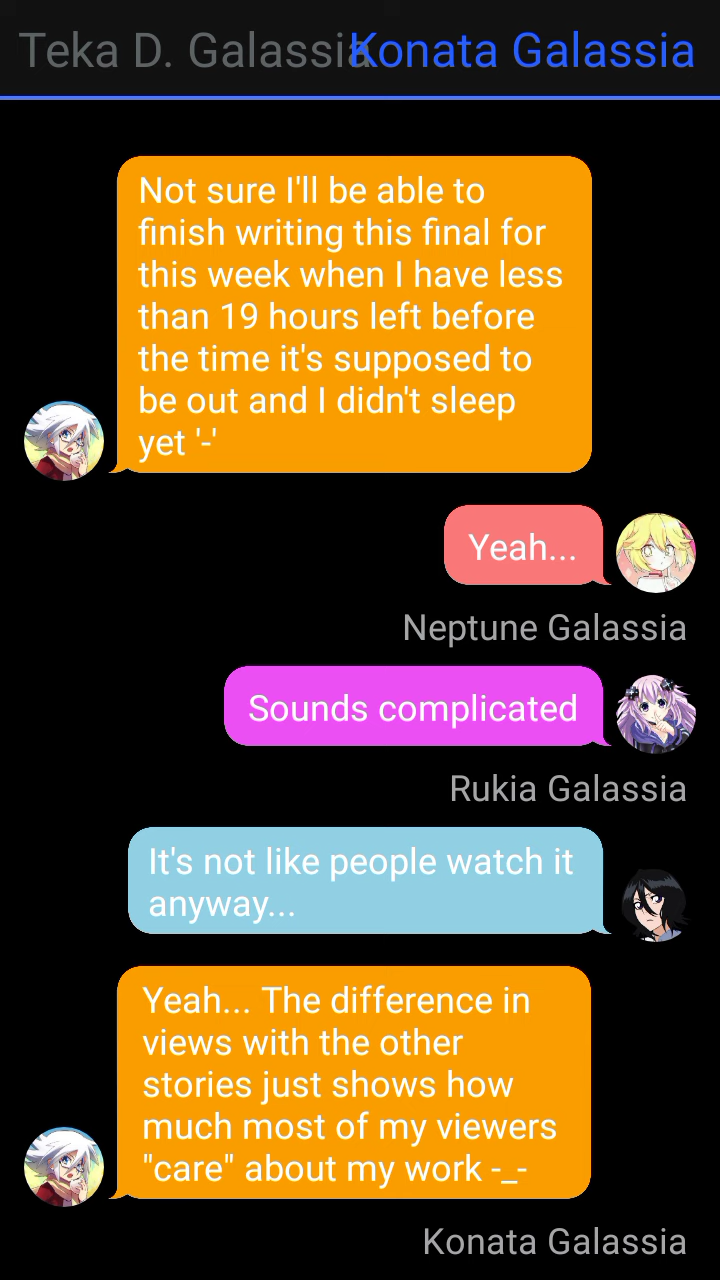 Teka D. Galassia
Konata Galassia
Not sure I'll be able to
finish writing this final for
this week when I have less
than 19 hours left before
the time it's supposed to
be out and I didn't sleep
yet '-'
Yeah...
Neptune Galassia
Sounds complicated
Rukia Galassia
It's not like people watch it
anyway...
Yeah... The difference in
views with the other
stories just shows how
much most of my viewers
"care" about my work -_-
Konata Galassia